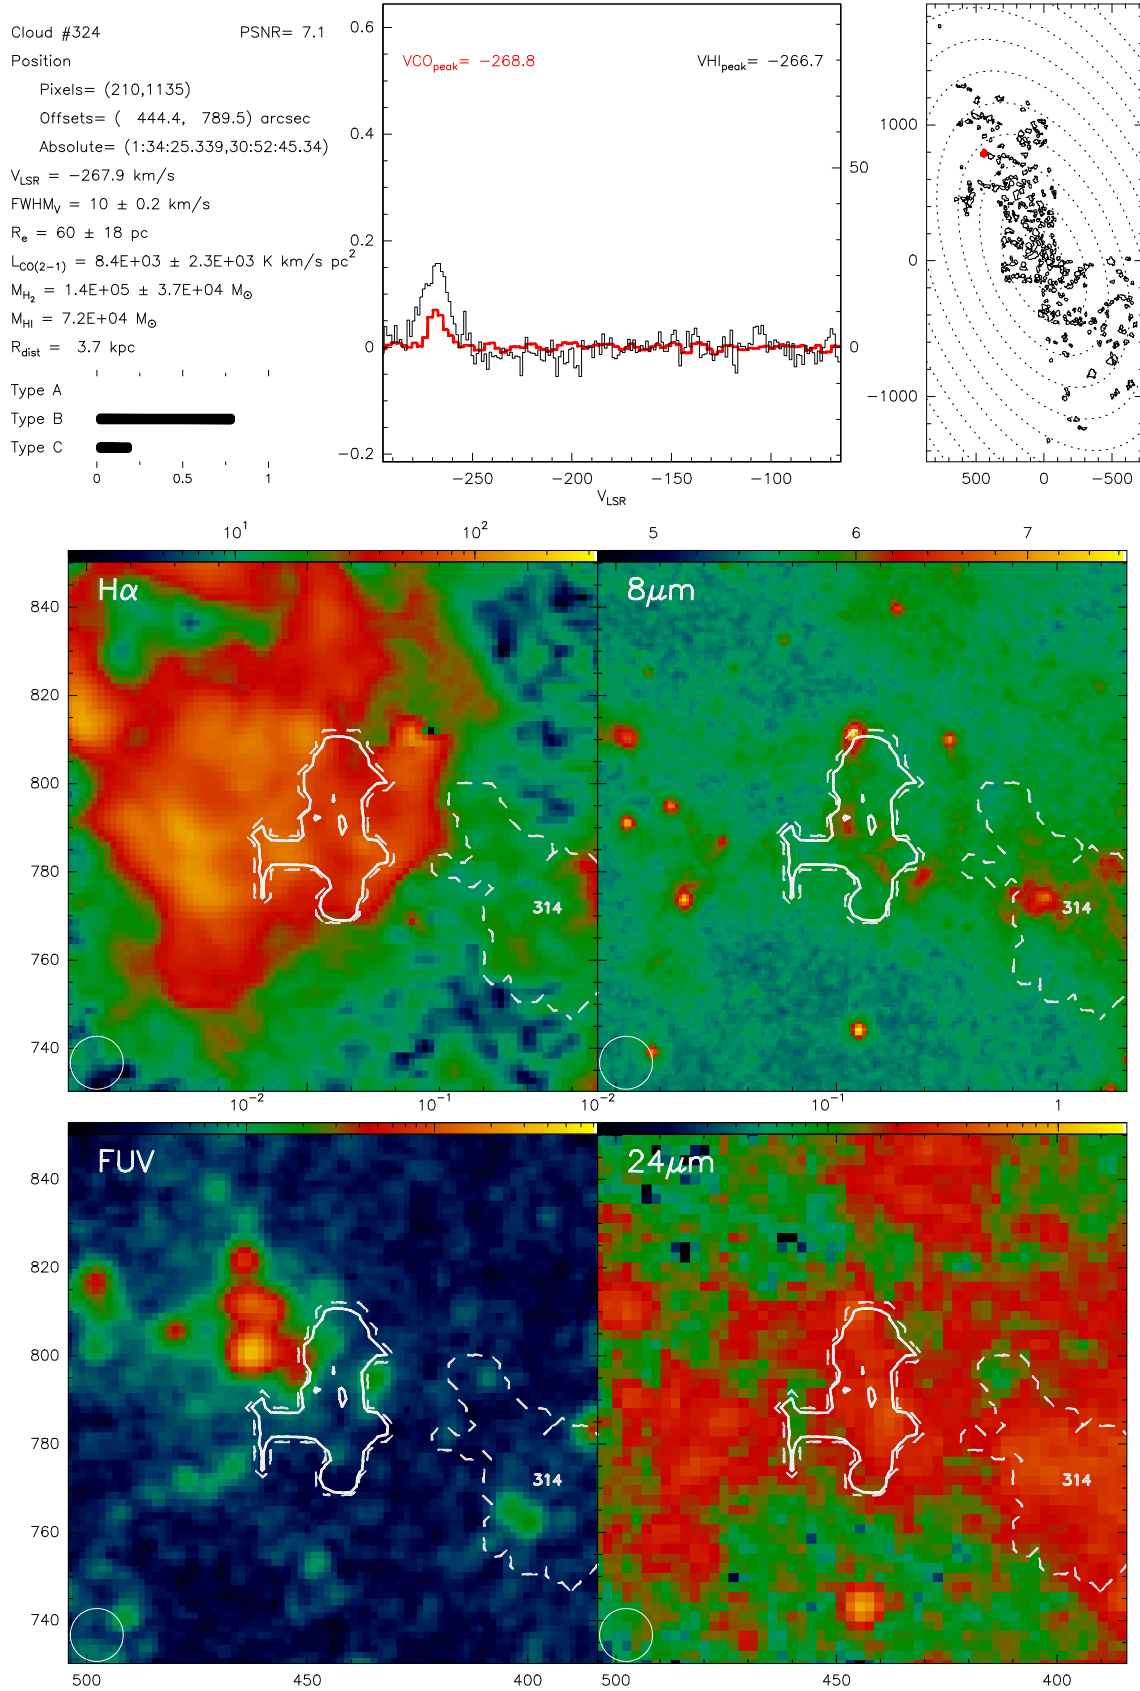 Cloud #324 PSNR= 7.1
Position
Pixels= (210,1135)
Offsets= ( 444.4, 789.5) arcsec
Absolute= (1:34:25.339,30:52:45.34)
V_LSR = −267.9 km/s
FWHM_V = 10 ± 0.2 km/s
R_e = 60 ± 18 pc
L_CO(2−1) = 8.4E+03 ± 2.3E+03 K km/s pc²
M_H₂ = 1.4E+05 ± 3.7E+04 M_⊙
M_HI = 7.2E+04 M_⊙
R_dist = 3.7 kpc
Type A
Type B
Type C
0 0.5 1
VCO_peak= −268.8 VHI_peak= −266.7
0.6
0.4
0.2
0
−0.2
50
0
−250 −200 −150 −100
V_LSR
1000
0
−1000
500 0 −500
10¹ 10²
5 6 7
Hα
8μm
840
820
800
780
760
740
314
314
10⁻² 10⁻¹
10⁻² 10⁻¹ 1
FUV
24μm
840
820
800
780
760
740
314
314
500 450 400
500 450 400